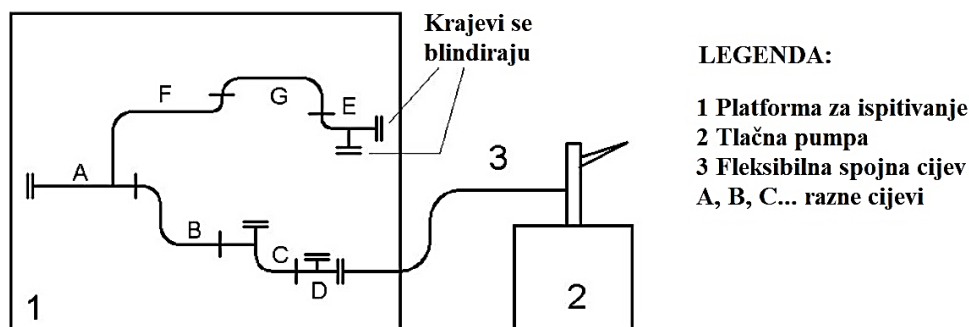 Krajevi se
blindiraju
F
G
E
A
B
C
D
3
1
2
LEGENDA:
1 Platforma za ispitivanje
2 Tlačna pumpa
3 Fleksibilna spojna cijev
A, B, C... razne cijevi